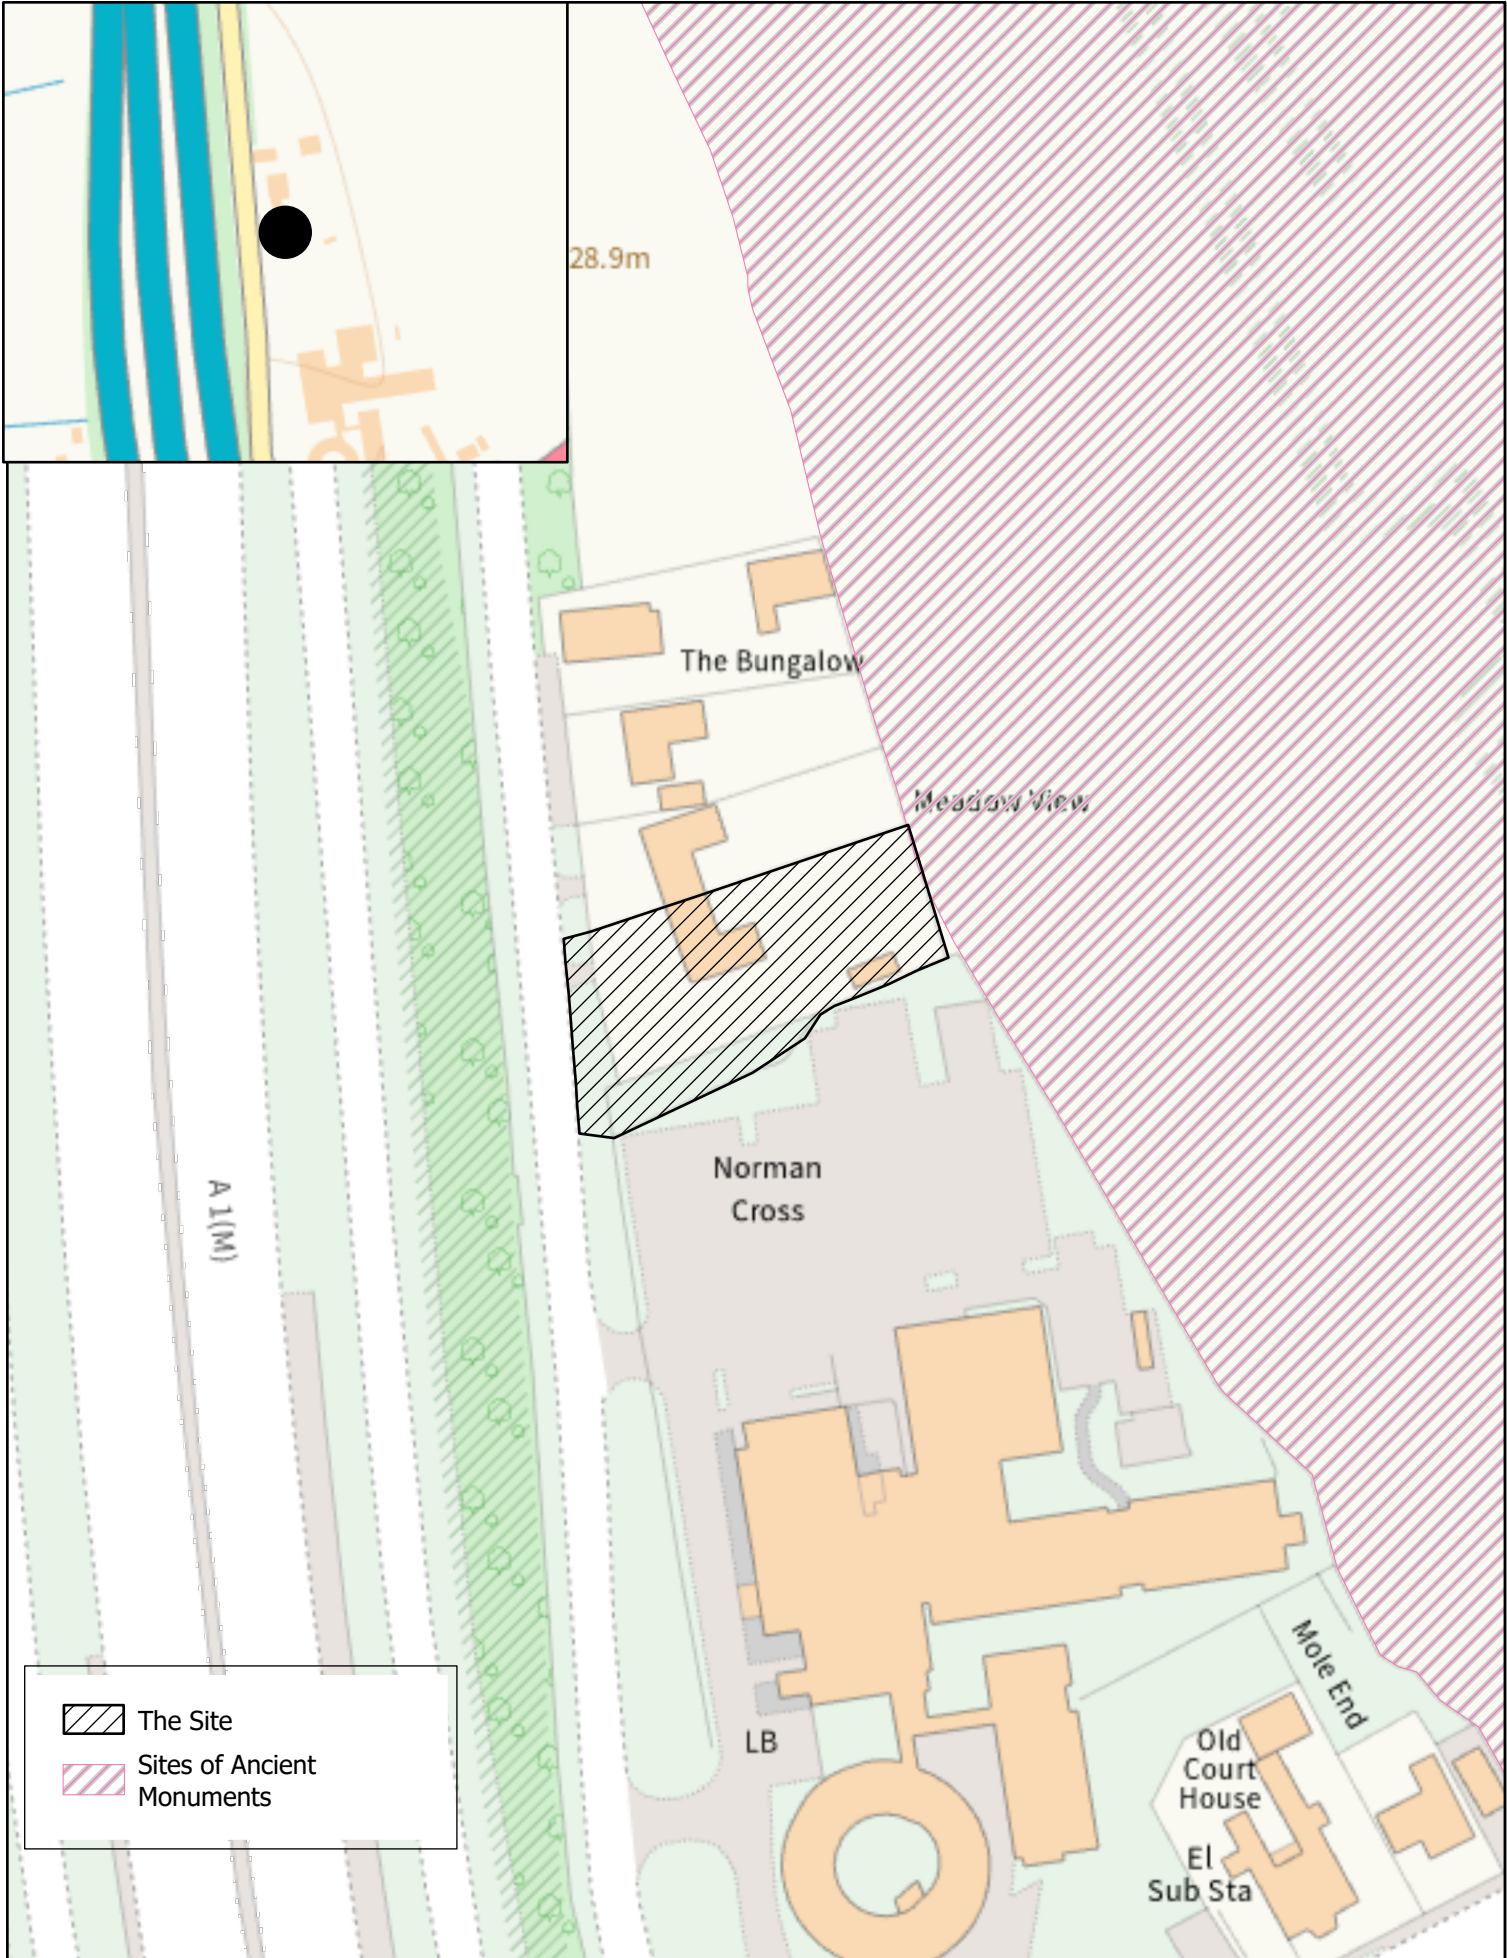 28.9m
The Bungalow
Meadow View
A 1(M)
Norman
Cross
Mole End
LB
Old
Court
House
El
Sub Sta
The Site
Sites of Ancient
Monuments